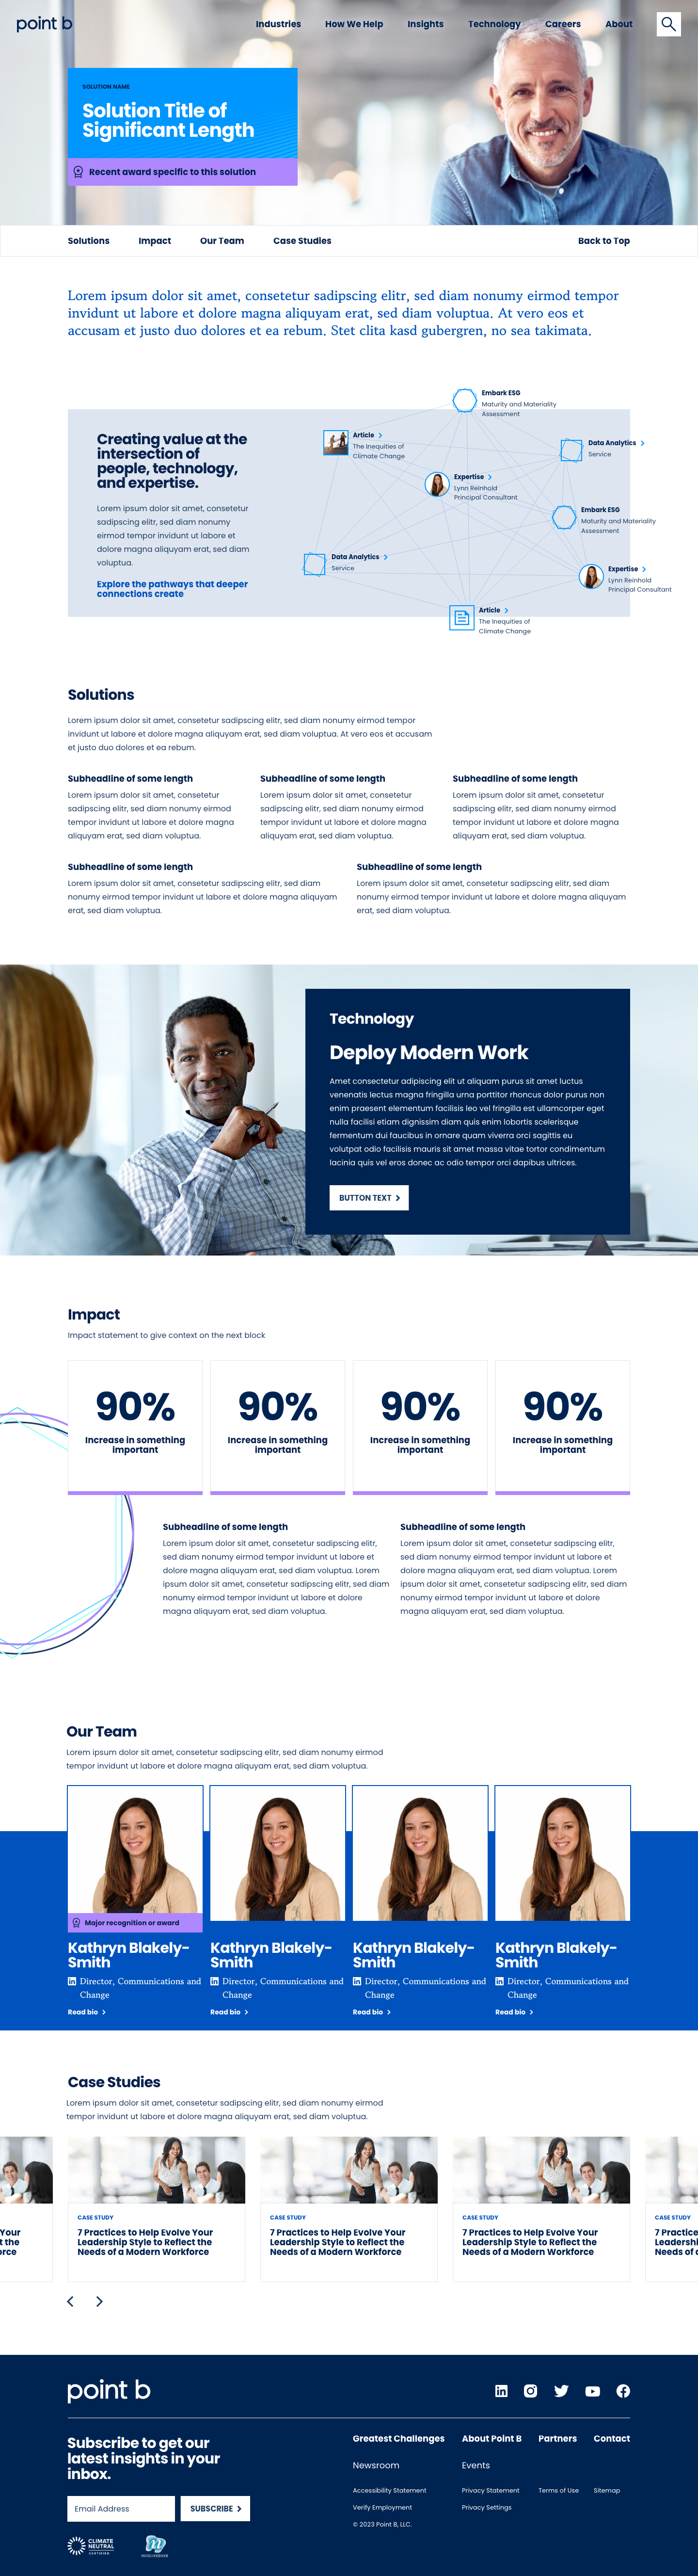 point b
Industries
How We Help
Insights
Technology
Careers
About
SOLUTION NAME
Solution Title of
Significant Length
Recent award specific to this solution
Solutions
Impact
Our Team
Case Studies
Back to Top
Lorem ipsum dolor sit amet, consetetur sadipscing elitr, sed diam nonumy eirmod tempor
invidunt ut labore et dolore magna aliquyam erat, sed diam voluptua. At vero eos et
accusam et justo duo dolores et ea rebum. Stet clita kasd gubergren, no sea takimata.
Creating value at the
intersection of
people, technology,
and expertise.
Lorem ipsum dolor sit amet, consetetur
sadipscing elitr, sed diam nonumy
eirmod tempor invidunt ut labore et
dolore magna aliquyam erat, sed diam
voluptua.
Explore the pathways that deeper
connections create
Embark ESG
Maturity and Materiality
Assessment
Article
The Inequities of
Climate Change
Data Analytics
Service
Expertise
Lynn Reinhold
Principal Consultant
Embark ESG
Maturity and Materiality
Assessment
Data Analytics
Service
Expertise
Lynn Reinhold
Principal Consultant
Article
The Inequities of
Climate Change
Solutions
Lorem ipsum dolor sit amet, consetetur sadipscing elitr, sed diam nonumy eirmod tempor
invidunt ut labore et dolore magna aliquyam erat, sed diam voluptua. At vero eos et accusam
et justo duo dolores et ea rebum.
Subheadline of some length
Lorem ipsum dolor sit amet, consetetur
sadipscing elitr, sed diam nonumy eirmod
tempor invidunt ut labore et dolore magna
aliquyam erat, sed diam voluptua.
Subheadline of some length
Lorem ipsum dolor sit amet, consetetur
sadipscing elitr, sed diam nonumy eirmod
tempor invidunt ut labore et dolore magna
aliquyam erat, sed diam voluptua.
Subheadline of some length
Lorem ipsum dolor sit amet, consetetur
sadipscing elitr, sed diam nonumy eirmod
tempor invidunt ut labore et dolore magna
aliquyam erat, sed diam voluptua.
Subheadline of some length
Lorem ipsum dolor sit amet, consetetur sadipscing elitr, sed diam
nonumy eirmod tempor invidunt ut labore et dolore magna aliquyam
erat, sed diam voluptua.
Subheadline of some length
Lorem ipsum dolor sit amet, consetetur sadipscing elitr, sed diam
nonumy eirmod tempor invidunt ut labore et dolore magna aliquyam
erat, sed diam voluptua.
Technology
Deploy Modern Work
Amet consectetur adipiscing elit ut aliquam purus sit amet luctus
venenatis lectus magna fringilla urna porttitor rhoncus dolor purus non
enim praesent elementum facilisis leo vel fringilla est ullamcorper eget
nulla facilisi etiam dignissim diam quis enim lobortis scelerisque
fermentum dui faucibus in ornare quam viverra orci sagittis eu
volutpat odio facilisis mauris sit amet massa vitae tortor condimentum
lacinia quis vel eros donec ac odio tempor orci dapibus ultrices.
BUTTON TEXT
Impact
Impact statement to give context on the next block
90%
Increase in something
important
90%
Increase in something
important
90%
Increase in something
important
90%
Increase in something
important
Subheadline of some length
Lorem ipsum dolor sit amet, consetetur sadipscing elitr,
sed diam nonumy eirmod tempor invidunt ut labore et
dolore magna aliquyam erat, sed diam voluptua. Lorem
ipsum dolor sit amet, consetetur sadipscing elitr, sed diam
nonumy eirmod tempor invidunt ut labore et dolore
magna aliquyam erat, sed diam voluptua.
Subheadline of some length
Lorem ipsum dolor sit amet, consetetur sadipscing elitr,
sed diam nonumy eirmod tempor invidunt ut labore et
dolore magna aliquyam erat, sed diam voluptua. Lorem
ipsum dolor sit amet, consetetur sadipscing elitr, sed diam
nonumy eirmod tempor invidunt ut labore et dolore
magna aliquyam erat, sed diam voluptua.
Our Team
Lorem ipsum dolor sit amet, consetetur sadipscing elitr, sed diam nonumy eirmod
tempor invidunt ut labore et dolore magna aliquyam erat, sed diam voluptua.
Major recognition or award
Kathryn Blakely-
Smith
Director, Communications and
Change
Read bio
Kathryn Blakely-
Smith
Director, Communications and
Change
Read bio
Kathryn Blakely-
Smith
Director, Communications and
Change
Read bio
Kathryn Blakely-
Smith
Director, Communications and
Change
Read bio
Case Studies
Lorem ipsum dolor sit amet, consetetur sadipscing elitr, sed diam nonumy eirmod
tempor invidunt ut labore et dolore magna aliquyam erat, sed diam voluptua.
Your
t the
orce
CASE STUDY
7 Practices to Help Evolve Your
Leadership Style to Reflect the
Needs of a Modern Workforce
CASE STUDY
7 Practices to Help Evolve Your
Leadership Style to Reflect the
Needs of a Modern Workforce
CASE STUDY
7 Practices to Help Evolve Your
Leadership Style to Reflect the
Needs of a Modern Workforce
CASE STUDY
7 Practice
Leadersh
Needs of
point b
Subscribe to get our
latest insights in your
inbox.
Email Address
SUBSCRIBE
CLIMATE
NEUTRAL
CERTIFIED
Greatest Challenges
About Point B
Partners
Contact
Newsroom
Events
Accessibility Statement
Privacy Statement
Terms of Use
Sitemap
Verify Employment
Privacy Settings
© 2023 Point B, LLC.